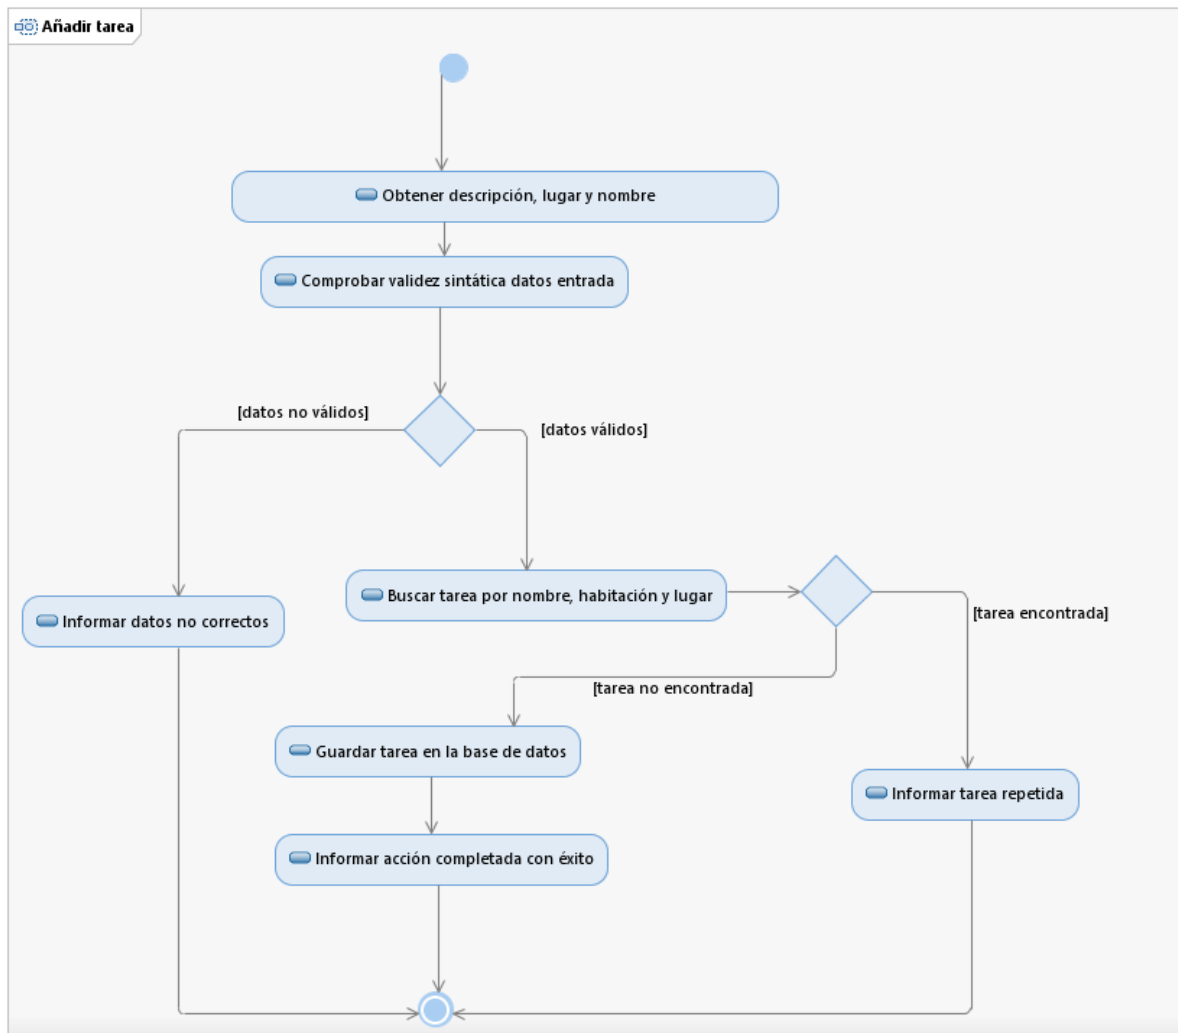 Añadir tarea
Obtener descripción, lugar y nombre
Comprobar validez sintática datos entrada
[datos no válidos]
[datos válidos]
Buscar tarea por nombre, habitación y lugar
[tarea encontrada]
Informar datos no correctos
[tarea no encontrada]
Guardar tarea en la base de datos
Informar tarea repetida
Informar acción completada con éxito